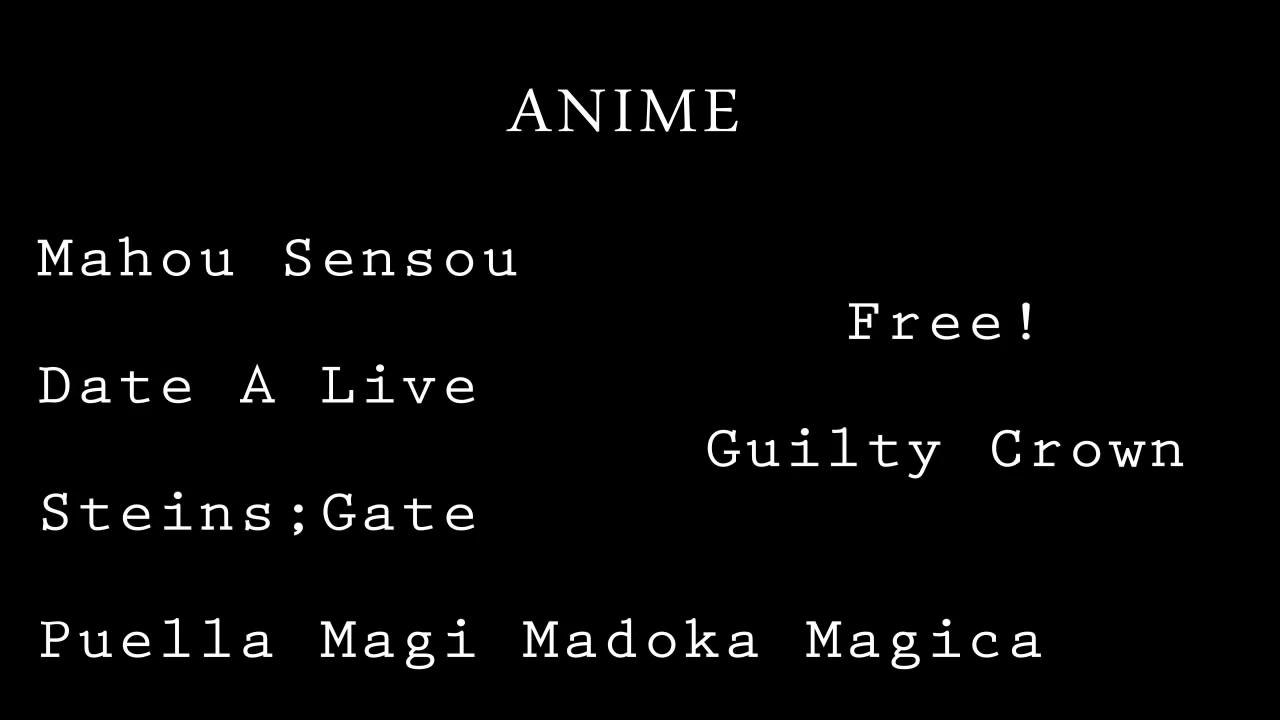 ANIME
Mahou Sensou
Free!
Date A Live
Guilty Crown
Steins;Gate
Puella Magi Madoka Magica